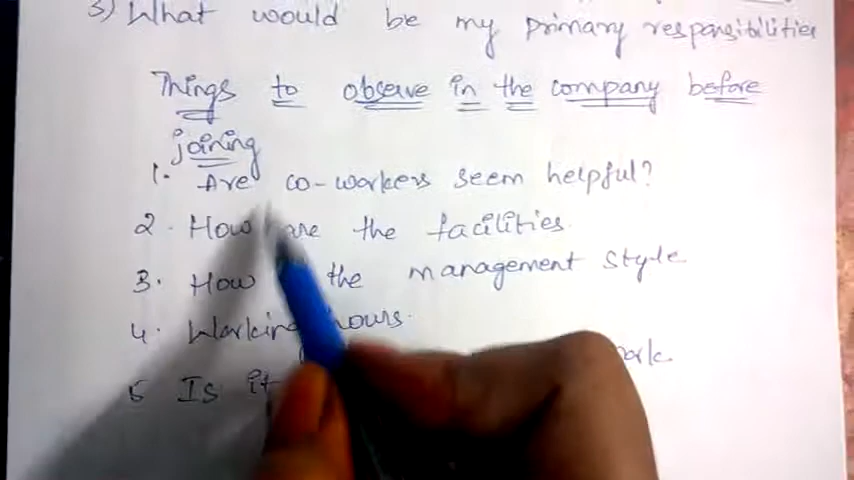 3) What would be my primary responsibilities
Things to observe in the company before
joining
1. Are co-workers seem helpful?
2. How are the facilities.
3. How the management style
4. Working hours.
5 Is it